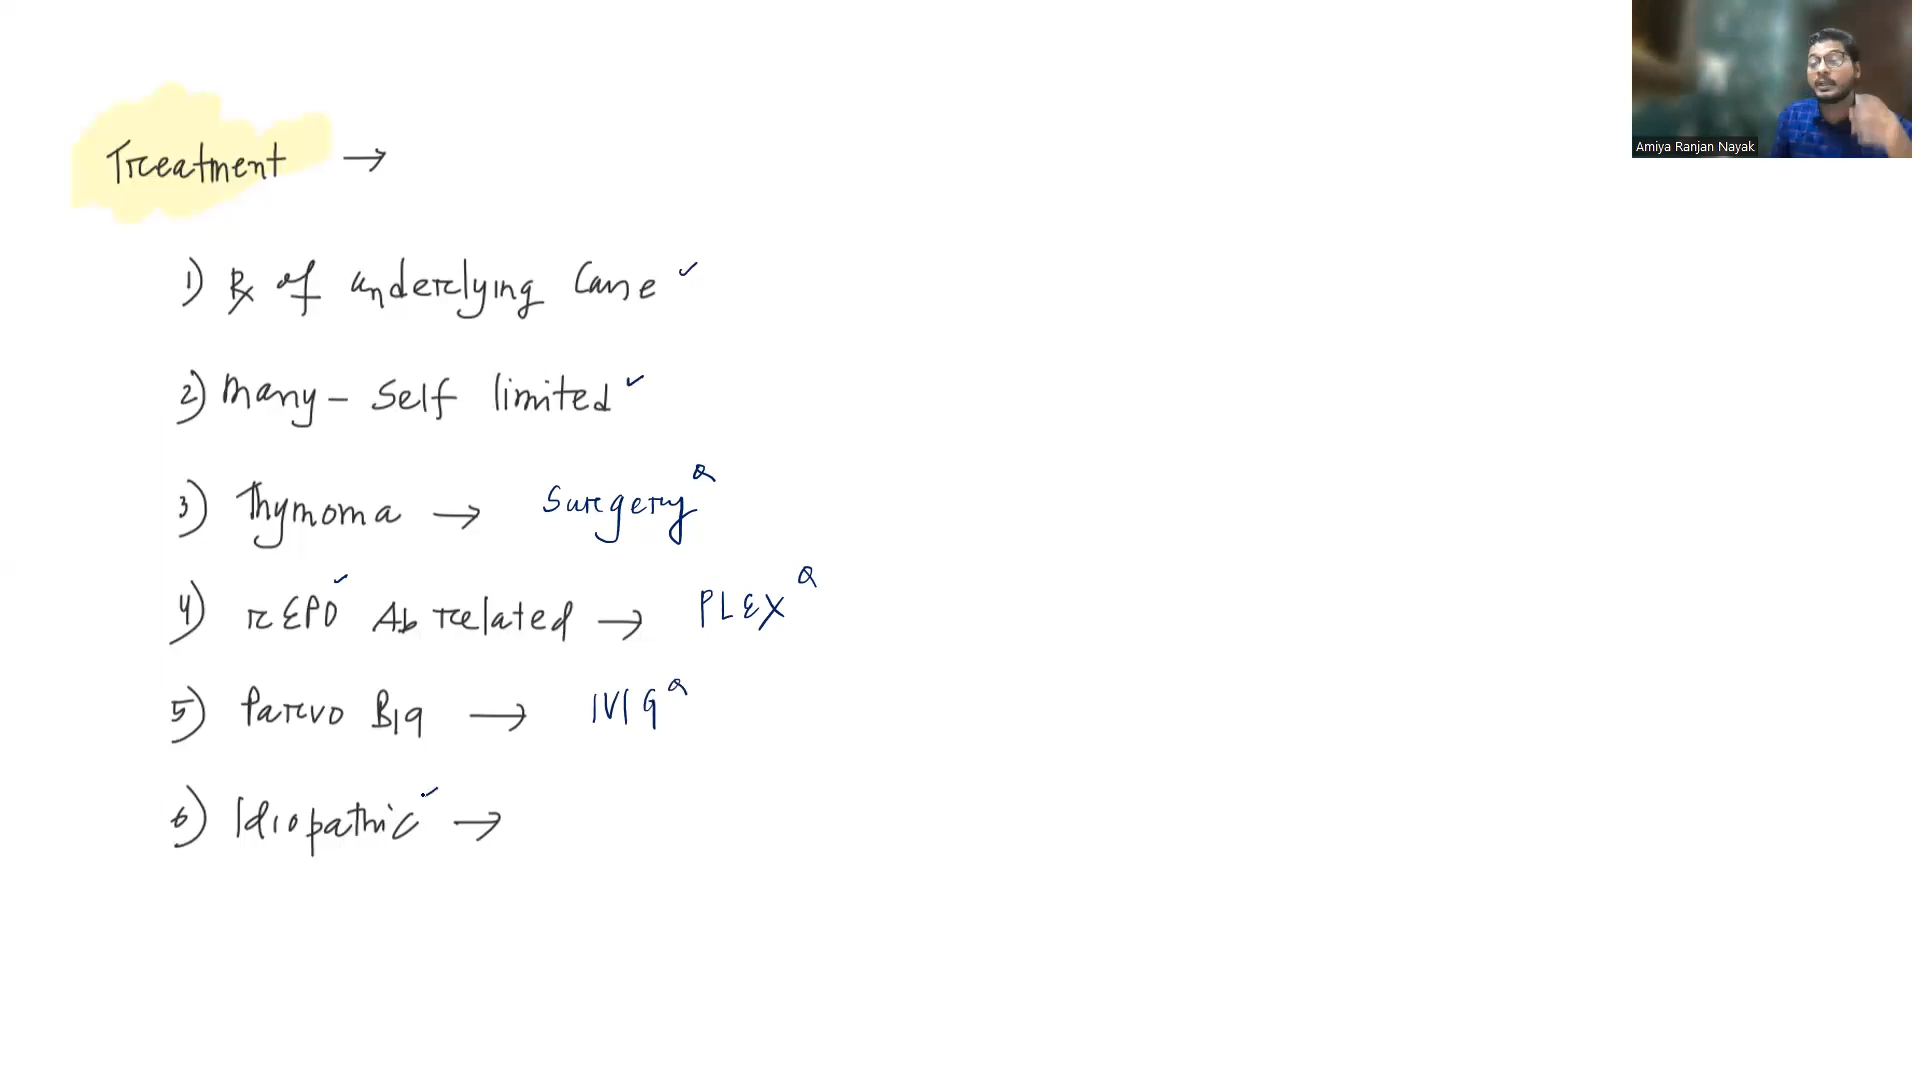 Amiya Ranjan Nayak
Treatment →
1) Rx of underlying Cause ✓
2) Many - Self limited ✓
3) Thymoma → Surgery
4) rEPO ✓ Ab related → PLEX
5) Parvo B19 → IVIG
6) Idiopathic ✓ →